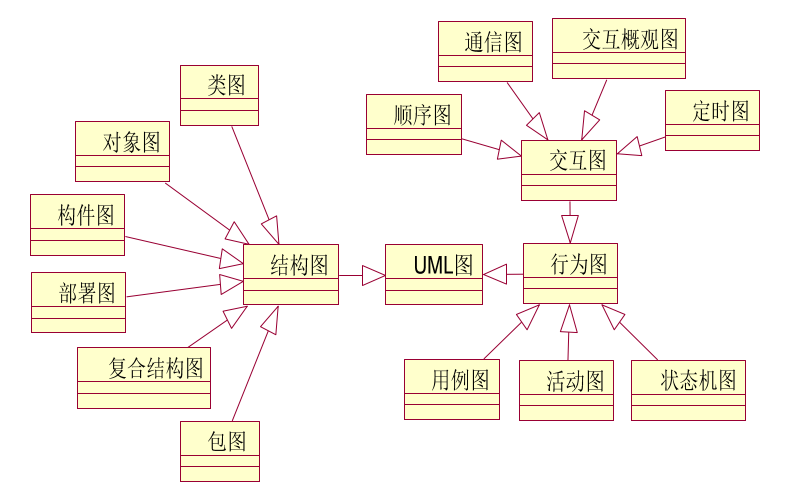 通信图
交互概观图
类图
顺序图
定时图
对象图
交互图
构件图
结构图
UML图
行为图
部署图
复合结构图
用例图
活动图
状态机图
包图